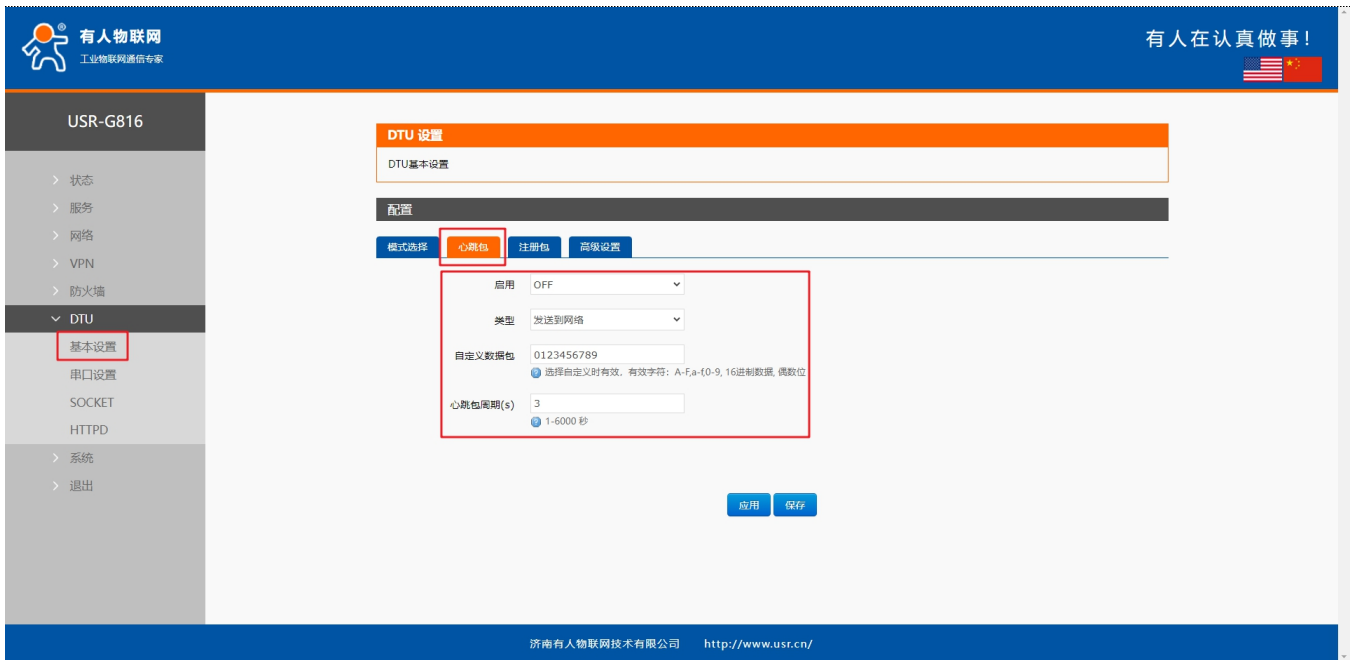 有人物联网
®
工业物联网通信专家
有人在认真做事!
USR-G816
状态
服务
网络
VPN
防火墙
DTU
基本设置
串口设置
SOCKET
HTTPD
系统
退出
DTU 设置
DTU基本设置
配置
模式选择 心跳包 注册包 高级设置
启用 OFF
类型 发送到网络
自定义数据包 0123456789
选择自定义时有效，有效字符：A-F,a-f,0-9, 16进制数据, 偶数位
心跳包周期(s) 3
1-6000 秒
应用 保存
济南有人物联网技术有限公司 http://www.usr.cn/